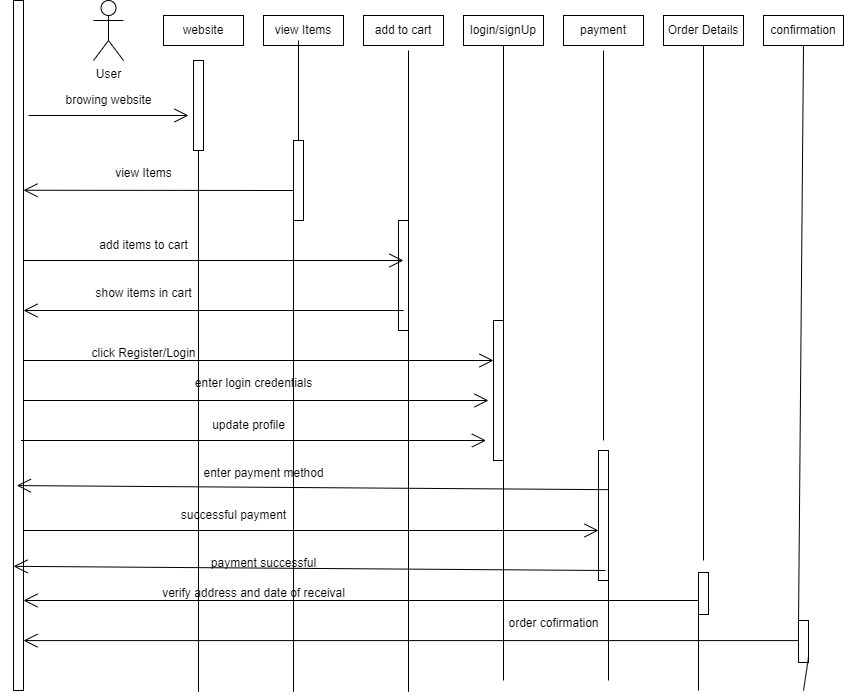 website
view Items
add to cart
login/signUp
payment
Order Details
confirmation
User
browing website
view Items
add items to cart
show items in cart
click Register/Login
enter login credentials
update profile
enter payment method
successful payment
payment successful
verify address and date of receival
order cofirmation